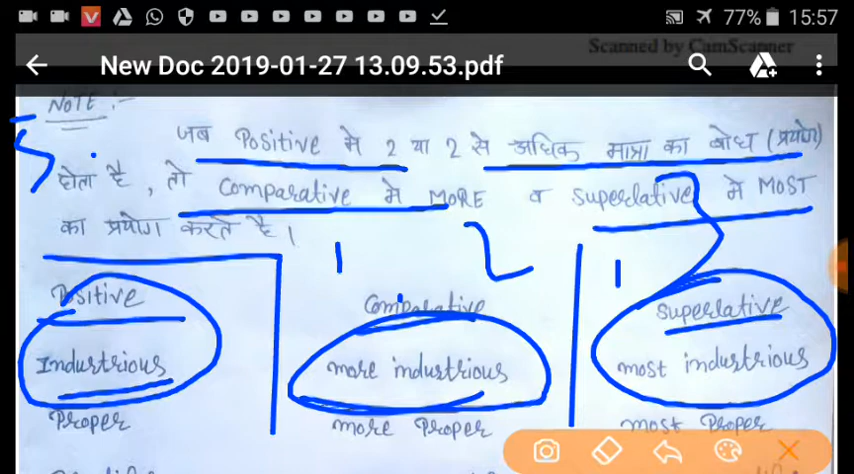 77% 15:57
Scanned by CamScanner
New Doc 2019-01-27 13.09.53.pdf
NOTE :-
जब Positive मे 2 या 2 से अधिक मात्रा का बोध (प्रयोग)
होता है, तो Comparative मे MORE व Superlative मे MOST
का प्रयोग करते है।
Positive Comparative Superlative
Industrious more industrious most industrious
Proper more Proper most Proper